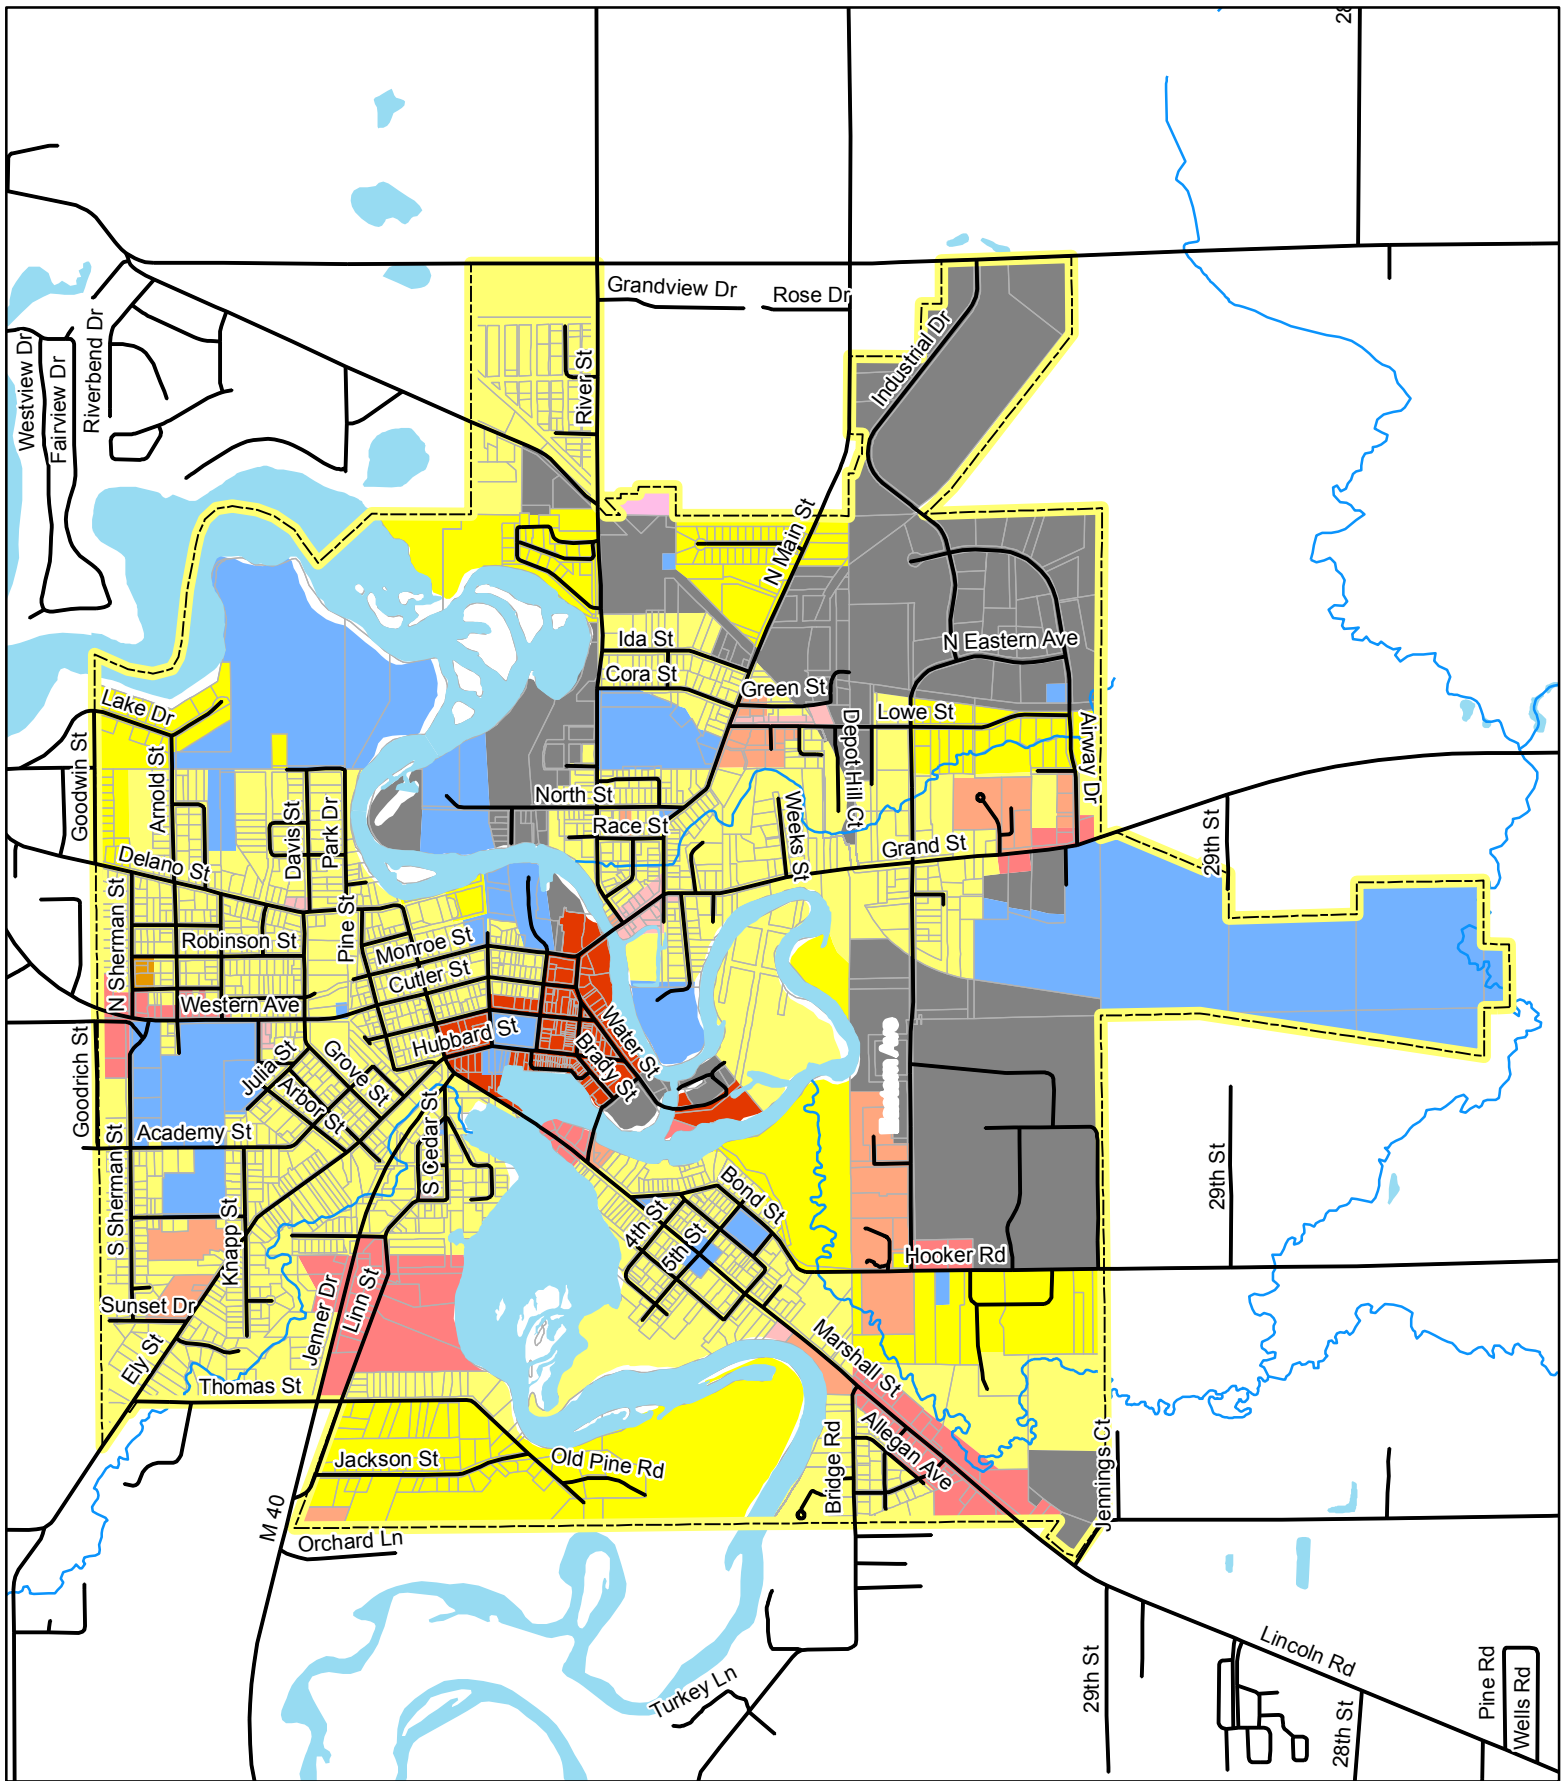 28
Grandview Dr
Rose Dr
Industrial Dr
Westview Dr
Fairview Dr
Riverbend Dr
River St
N Main St
Ida St
Cora St
Green St
N Eastern Ave
Lowe St
Depot Hill Ct
Airway Dr
Lake Dr
Goodwin St
Arnold St
Davis St
Park Dr
North St
Race St
Weeks St
Grand St
29th St
Delano St
N Sherman St
Robinson St
Pine St
Monroe St
Cutler St
Western Ave
Hubbard St
Water St
Brady St
Goodrich St
Julia St
Grove St
Arbor St
Academy St
S Cedar St
S Sherman St
Knapp St
Bond St
4th St
5th St
29th St
Hooker Rd
Sunset Dr
Jenner Dr
Linn St
Ely St
Thomas St
Marshall St
Allegan Ave
Jackson St
Old Pine Rd
Bridge Rd
Jennings Ct
M 40
Orchard Ln
Turkey Ln
29th St
Lincoln Rd
28th St
Pine Rd
Wells Rd